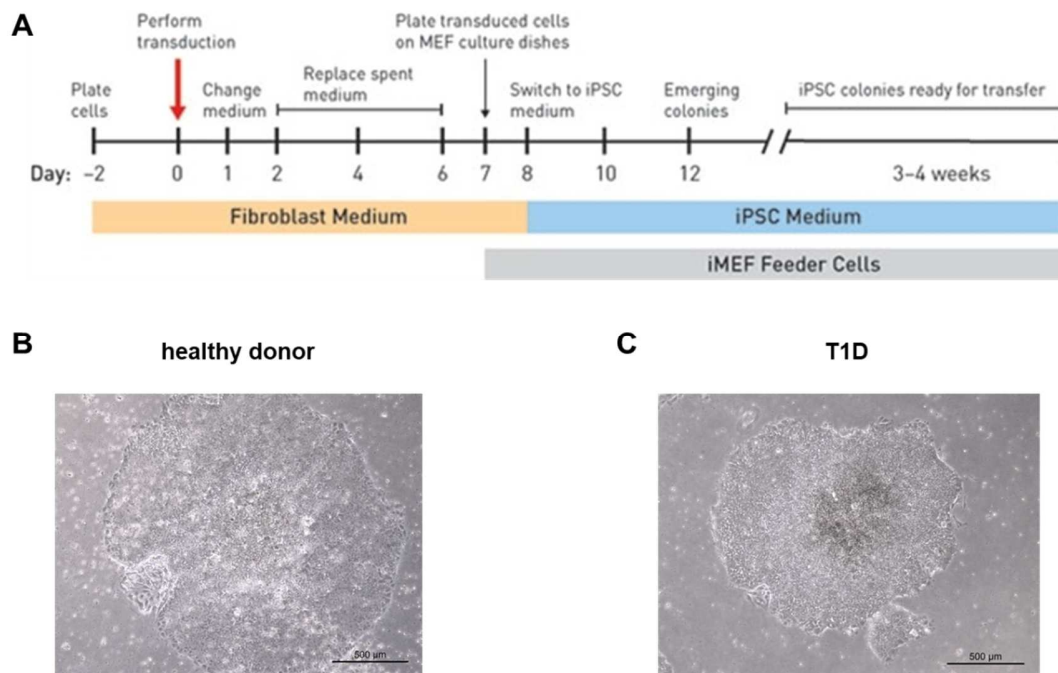 A
Perform
transduction
Plate transduced cells
on MEF culture dishes
Plate
cells
Change
medium
Replace spent
medium
Switch to iPSC
medium
Emerging
colonies
iPSC colonies ready for transfer
Day: –2 0 1 2 4 6 7 8 10 12 3–4 weeks
Fibroblast Medium
iPSC Medium
iMEF Feeder Cells
B
healthy donor
C
T1D
500 µm
500 µm